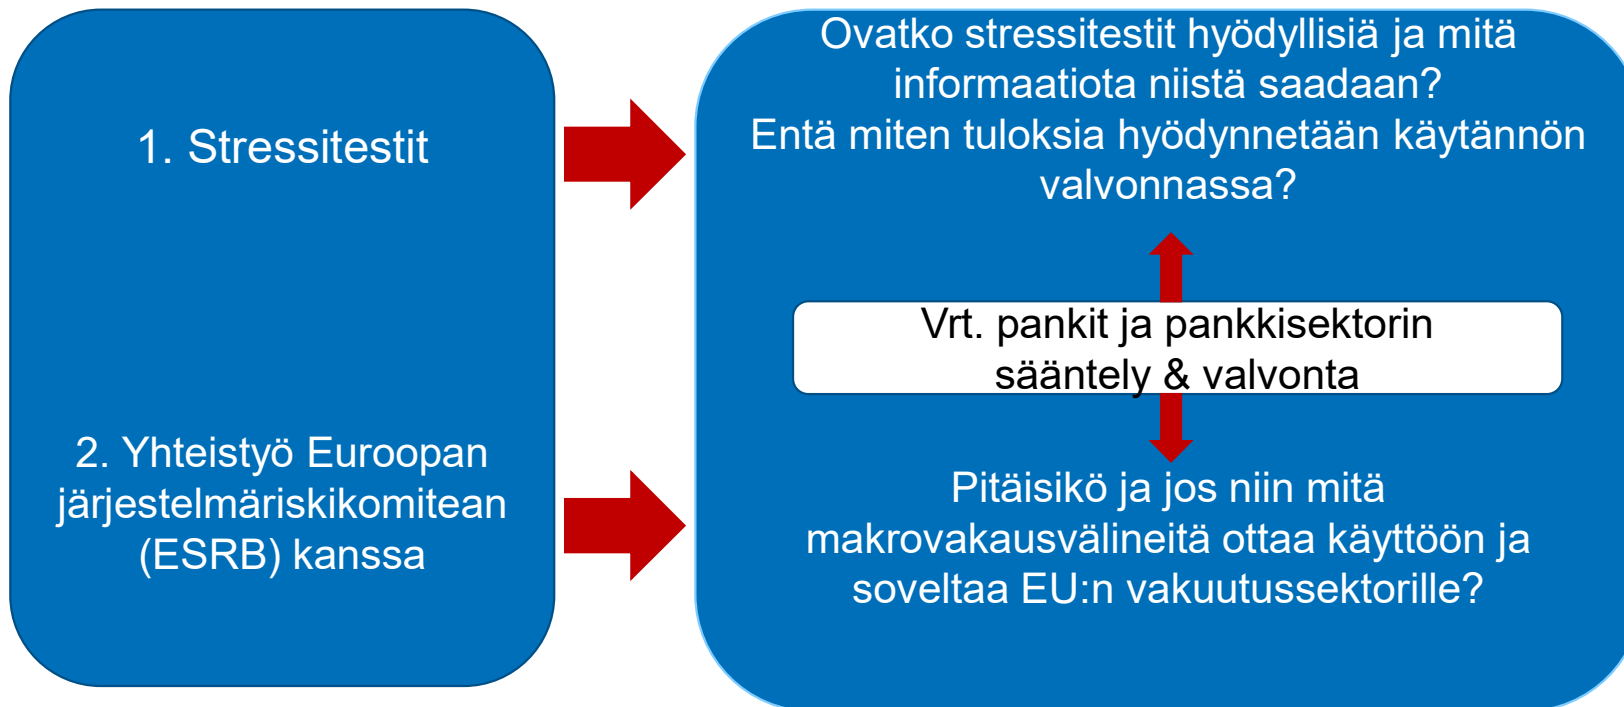 1. Stressitestit
2. Yhteistyö Euroopan
järjestelmäriskikomitean
(ESRB) kanssa
Ovatko stressitestit hyödyllisiä ja mitä
informaatiota niistä saadaan?
Entä miten tuloksia hyödynnetään käytännön
valvonnassa?
Vrt. pankit ja pankkisektorin
sääntely & valvonta
Pitäisikö ja jos niin mitä
makrovakausvälineitä ottaa käyttöön ja
soveltaa EU:n vakuutussektorille?